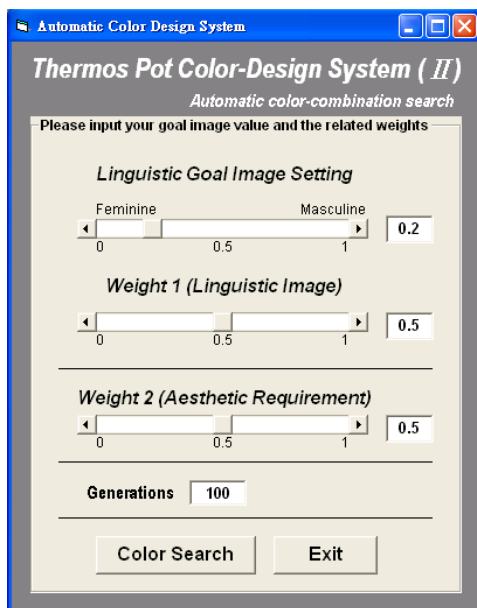 Automatic Color Design System
Thermos Pot Color-Design System ( II )
Automatic color-combination search
Please input your goal image value and the related weights
Linguistic Goal Image Setting
Feminine Masculine
0.2
0 0.5 1
Weight 1 (Linguistic Image)
0.5
0 0.5 1
Weight 2 (Aesthetic Requirement)
0.5
0 0.5 1
Generations 100
Color Search Exit